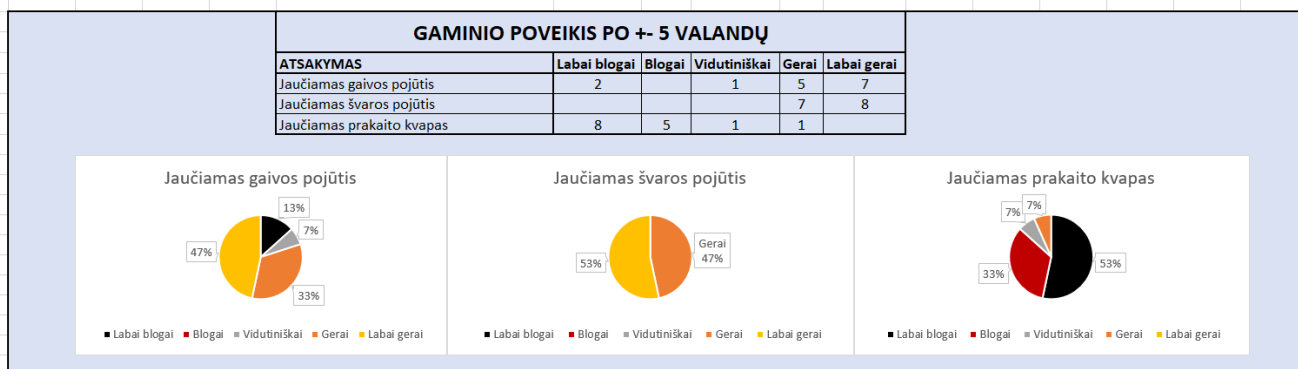 GAMINIO POVEIKIS PO +- 5 VALANDŲ
ATSAKYMAS Labai blogai Blogai Vidutiniškai Gerai Labai gerai
Jaučiamas gaivos pojūtis 2 1 5 7
Jaučiamas švaros pojūtis 7 8
Jaučiamas prakaito kvapas 8 5 1 1
Jaučiamas gaivos pojūtis
13%
7%
47%
33%
Labai blogai Blogai Vidutiniškai Gerai Labai gerai
Jaučiamas švaros pojūtis
Gerai
47%
53%
Labai blogai Blogai Vidutiniškai Gerai Labai gerai
Jaučiamas prakaito kvapas
7%
7%
53%
33%
Labai blogai Blogai Vidutiniškai Gerai Labai gerai